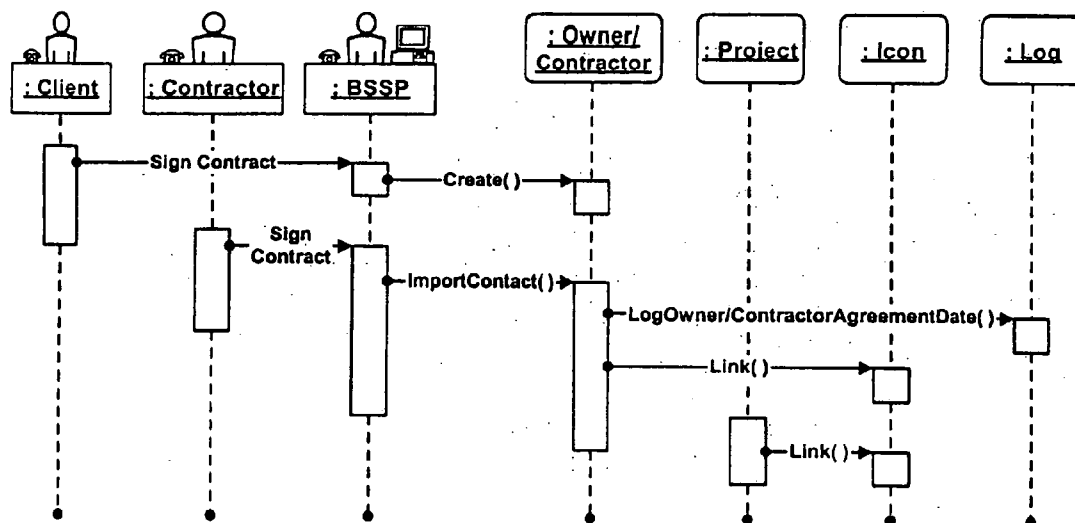 : Client
: Contractor
: BSSP
: Owner/
Contractor
: Project
: Icon
: Log
Sign Contract
Create( )
Sign
Contract
ImportContact( )
LogOwner/ContractorAgreementDate( )
Link( )
Link( )